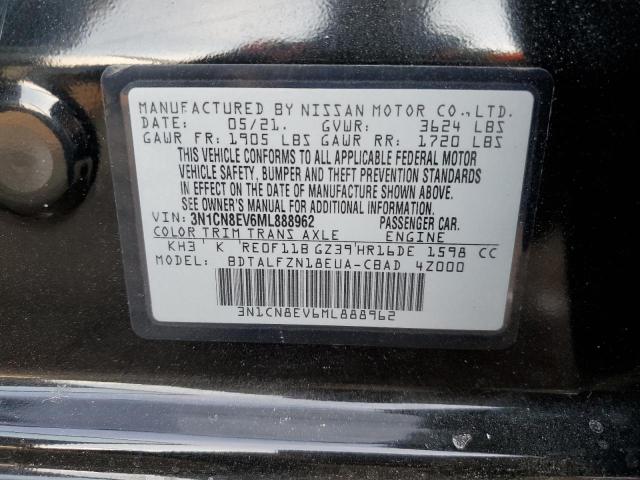 MANUFACTURED BY NISSAN MOTOR CO.,LTD.
DATE: 05/21. GVWR: 3624 LBS
GAWR FR: 1905 LBS GAWR RR: 1720 LBS
THIS VEHICLE CONFORMS TO ALL APPLICABLE FEDERAL MOTOR
VEHICLE SAFETY, BUMPER AND THEFT PREVENTION STANDARDS
IN EFFECT ON THE DATE OF MANUFACTURE SHOWN ABOVE.
SEE OWNER'S MANUAL FOR ADDITIONAL INFORMATION.
VIN: 3N1CN8EV6ML888962 PASSENGER CAR.
COLOR TRIM TRANS AXLE ENGINE
KH3 ' K 'RE0F11B GZ39'HR16DE 1598 CC
MODEL: BDTALFZN18EUA-CBAD 4Z000
3N1CN8EV6ML888962